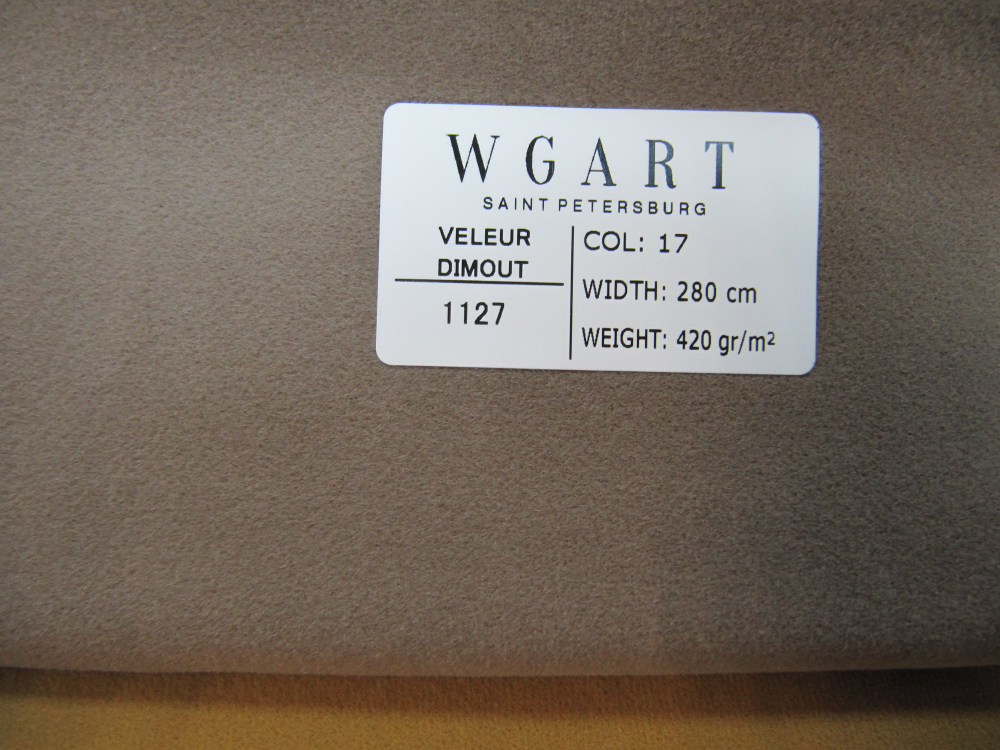 WGART
SAINT PETERSBURG
VELEUR
DIMOUT
1127
COL: 17
WIDTH: 280 cm
WEIGHT: 420 gr/m²